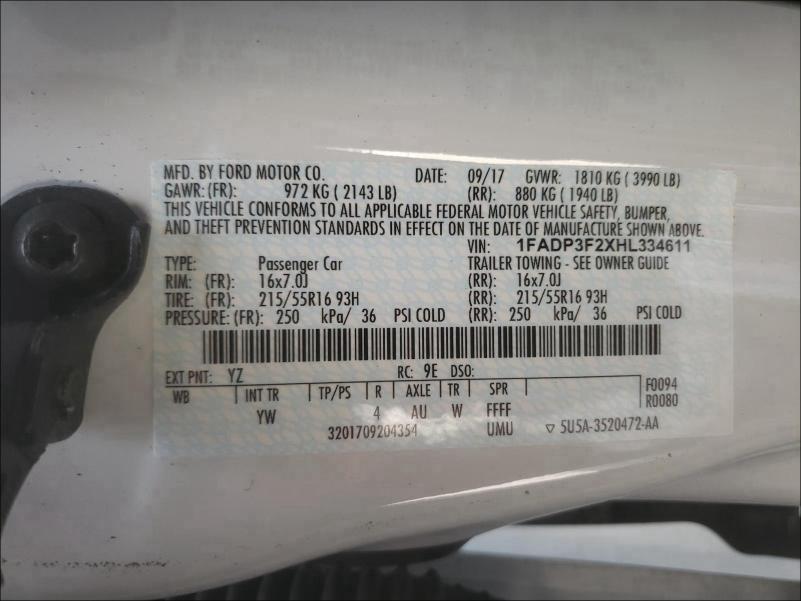 MFD. BY FORD MOTOR CO. DATE: 09/17 GVWR: 1810 KG ( 3990 LB)
GAWR: (FR): 972 KG ( 2143 LB) (RR): 880 KG ( 1940 LB)
THIS VEHICLE CONFORMS TO ALL APPLICABLE FEDERAL MOTOR VEHICLE SAFETY, BUMPER,
AND THEFT PREVENTION STANDARDS IN EFFECT ON THE DATE OF MANUFACTURE SHOWN ABOVE.
VIN: 1FADP3F2XHL334611
TYPE: Passenger Car TRAILER TOWING - SEE OWNER GUIDE
RIM: (FR): 16x7.0J (RR): 16x7.0J
TIRE: (FR): 215/55R16 93H (RR): 215/55R16 93H
PRESSURE: (FR): 250 kPa/ 36 PSI COLD (RR): 250 kPa/ 36 PSI COLD
EXT PNT: YZ RC: 9E DSO:
WB INT TR TP/PS R AXLE TR SPR F0094
YW 4 AU W FFFF R0080
3201709204354 UMU ▽ 5U5A-3520472-AA